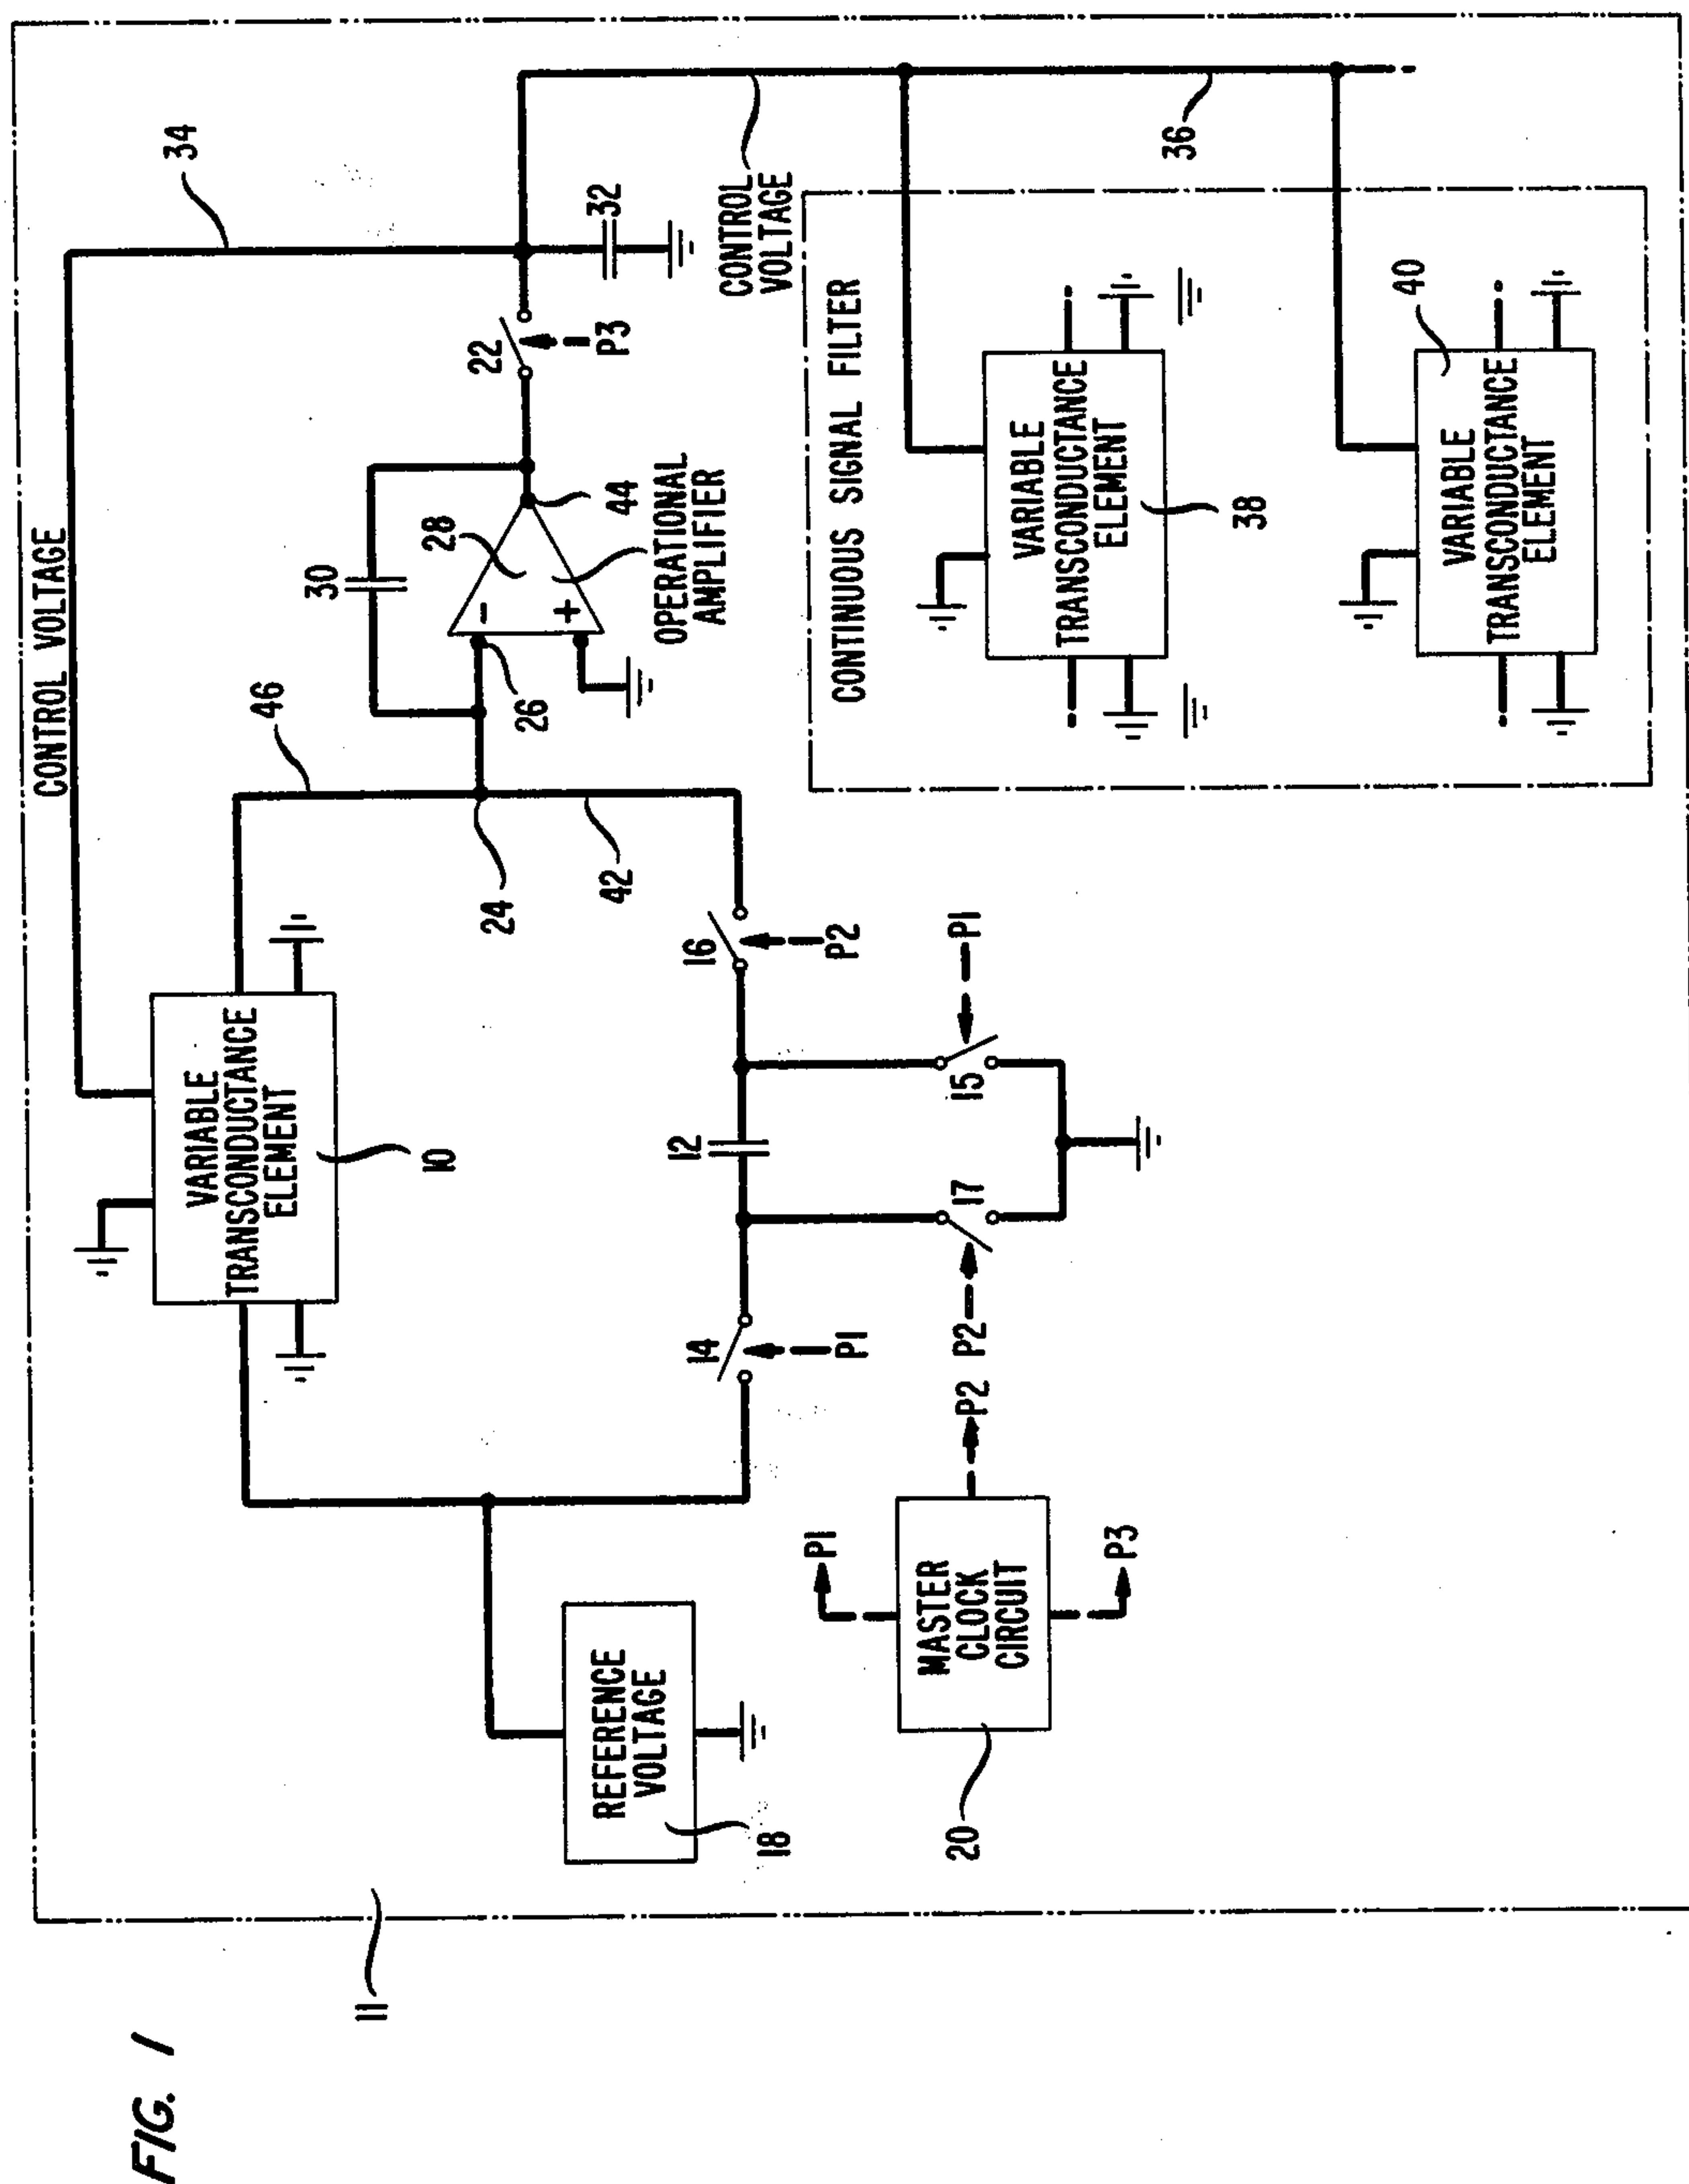 FIG. 1
11
CONTROL VOLTAGE
34
VARIABLE
TRANSCONDUCTANCE
ELEMENT
10
46
24
42
30
28
-
+
26
44
OPERATIONAL
AMPLIFIER
22
P3
32
CONTROL
VOLTAGE
36
REFERENCE
VOLTAGE
18
14
P1
12
16
P2
17
P2
15
P1
MASTER
CLOCK
CIRCUIT
20
P1
P2
P3
CONTINUOUS SIGNAL FILTER
VARIABLE
TRANSCONDUCTANCE
ELEMENT
38
VARIABLE
TRANSCONDUCTANCE
ELEMENT
40